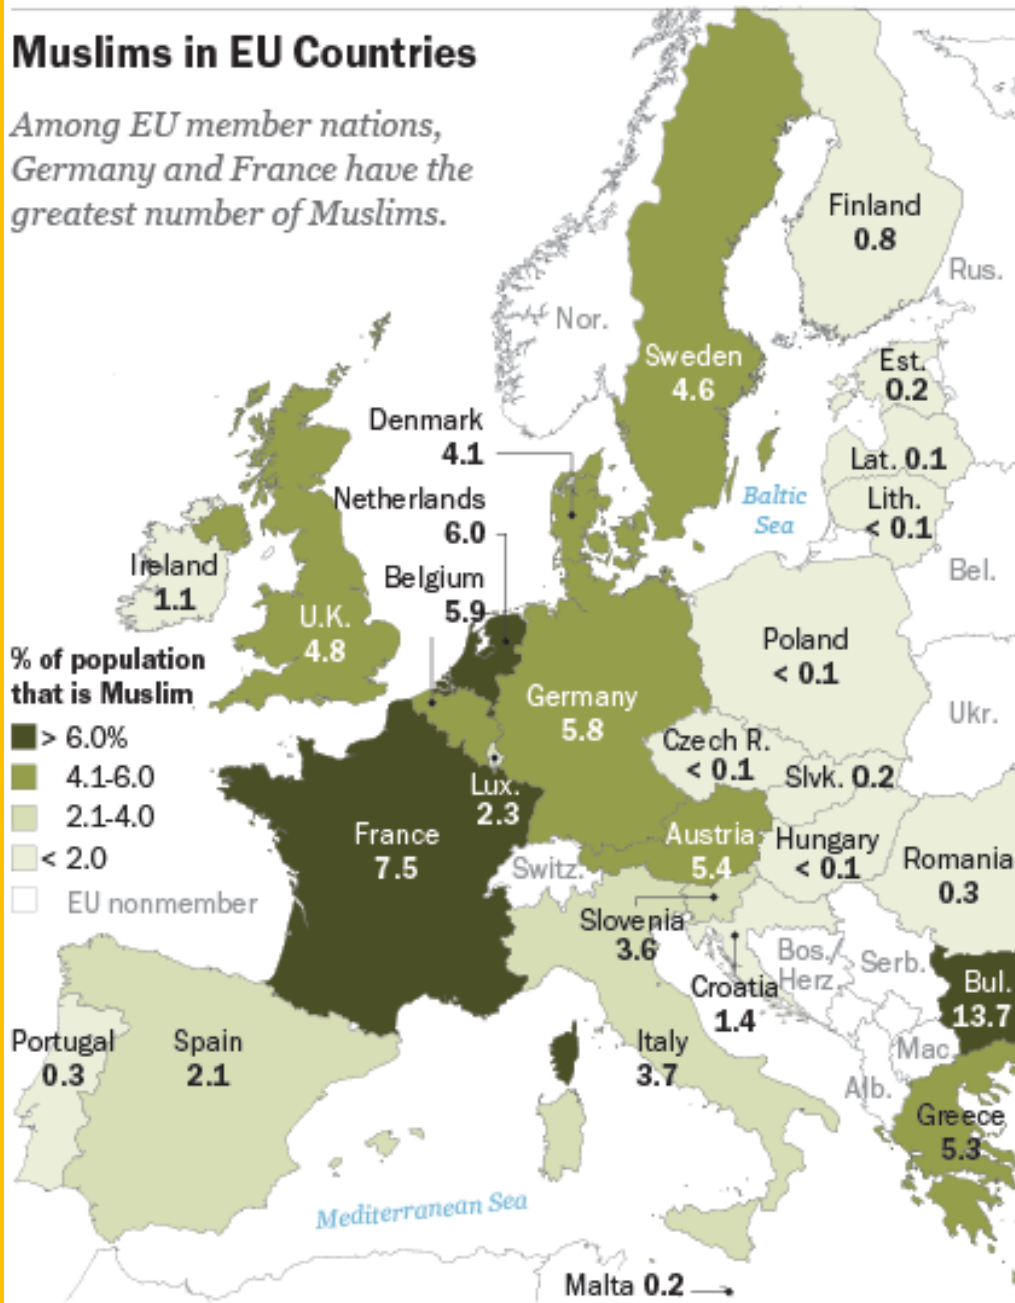 Muslims in EU Countries
Among EU member nations,
Germany and France have the
greatest number of Muslims.
Finland
0.8
Rus.
Nor.
Sweden
4.6
Est.
0.2
Denmark
4.1
Lat. 0.1
Netherlands
6.0
Baltic
Sea
Lith.
< 0.1
Ireland
1.1
Belgium
5.9
Bel.
U.K.
4.8
Poland
< 0.1
% of population
that is Muslim
> 6.0%
4.1-6.0
2.1-4.0
< 2.0
EU nonmember
Germany
5.8
Ukr.
Czech R.
< 0.1
Slvk. 0.2
Lux.
2.3
France
7.5
Austria
5.4
Hungary
< 0.1
Romania
0.3
Switz.
Slovenia
3.6
Bos./
Herz.
Serb.
Croatia
1.4
Bul.
13.7
Portugal
0.3
Spain
2.1
Italy
3.7
Mac.
Alb.
Greece
5.3
Mediterranean Sea
Malta 0.2